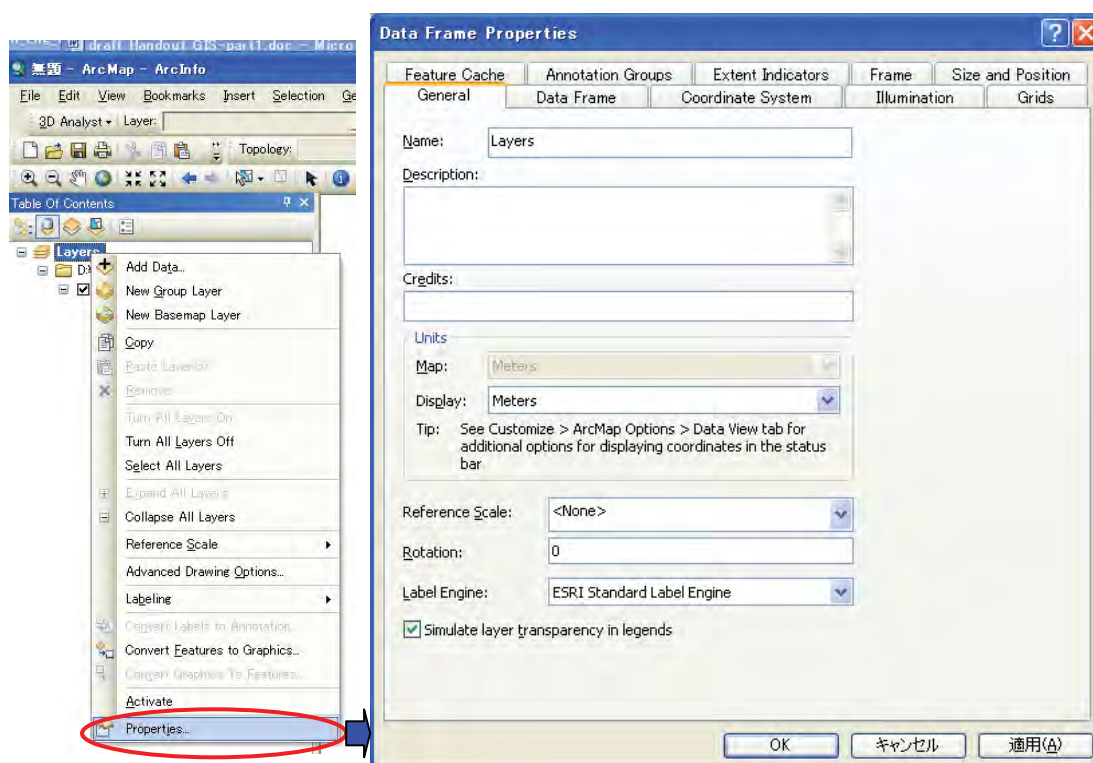 draft Handout GIS-part1.doc - Micro
無題 - ArcMap - ArcInfo
File Edit View Bookmarks Insert Selection Ge
3D Analyst Layer:
Topology:
Table Of Contents
Layers
D:\
Add Data...
New Group Layer
New Basemap Layer
Copy
Paste Layer(s)
Remove
Turn All Layers On
Turn All Layers Off
Select All Layers
Expand All Layers
Collapse All Layers
Reference Scale
Advanced Drawing Options...
Labeling
Convert Labels to Annotation...
Convert Features to Graphics...
Convert Graphics To Features...
Activate
Properties...
Data Frame Properties
Feature Cache Annotation Groups Extent Indicators Frame Size and Position
General Data Frame Coordinate System Illumination Grids
Name: Layers
Description:
Credits:
Units
Map: Meters
Display: Meters
Tip: See Customize > ArcMap Options > Data View tab for
additional options for displaying coordinates in the status
bar
Reference Scale: <None>
Rotation: 0
Label Engine: ESRI Standard Label Engine
Simulate layer transparency in legends
OK キャンセル 適用(A)